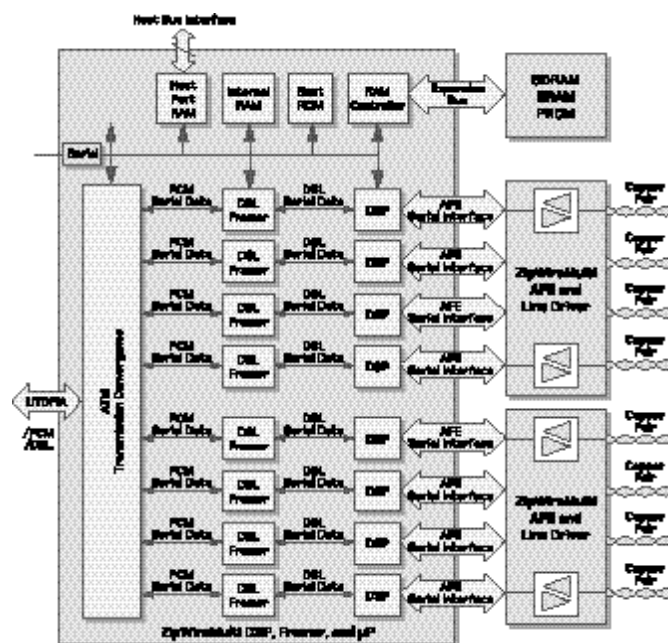 Host Bus Interface
Host
Port
RAM
Internal
RAM
Boot
ROM
RAM
Controller
Expansion
Bus
SDRAM
SRAM
PROM
Serial
PCM
Serial Data
DSL
Framer
DSL
Serial Data
DSP
AFE
Serial Interface
Copper
Pair
PCM
Serial Data
DSL
Framer
DSL
Serial Data
DSP
AFE
Serial Interface
Copper
Pair
ZipWireMulti
AFE and
Line Driver
PCM
Serial Data
DSL
Framer
DSL
Serial Data
DSP
AFE
Serial Interface
Copper
Pair
PCM
Serial Data
DSL
Framer
DSL
Serial Data
DSP
AFE
Serial Interface
Copper
Pair
UTOPIA
/PCM
/DSL
ATM
Transmission Convergence
PCM
Serial Data
DSL
Framer
DSL
Serial Data
DSP
AFE
Serial Interface
Copper
Pair
PCM
Serial Data
DSL
Framer
DSL
Serial Data
DSP
AFE
Serial Interface
Copper
Pair
ZipWireMulti
AFE and
Line Driver
PCM
Serial Data
DSL
Framer
DSL
Serial Data
DSP
AFE
Serial Interface
Copper
Pair
PCM
Serial Data
DSL
Framer
DSL
Serial Data
DSP
AFE
Serial Interface
Copper
Pair
ZipWireMulti DSP, Framer, and µP